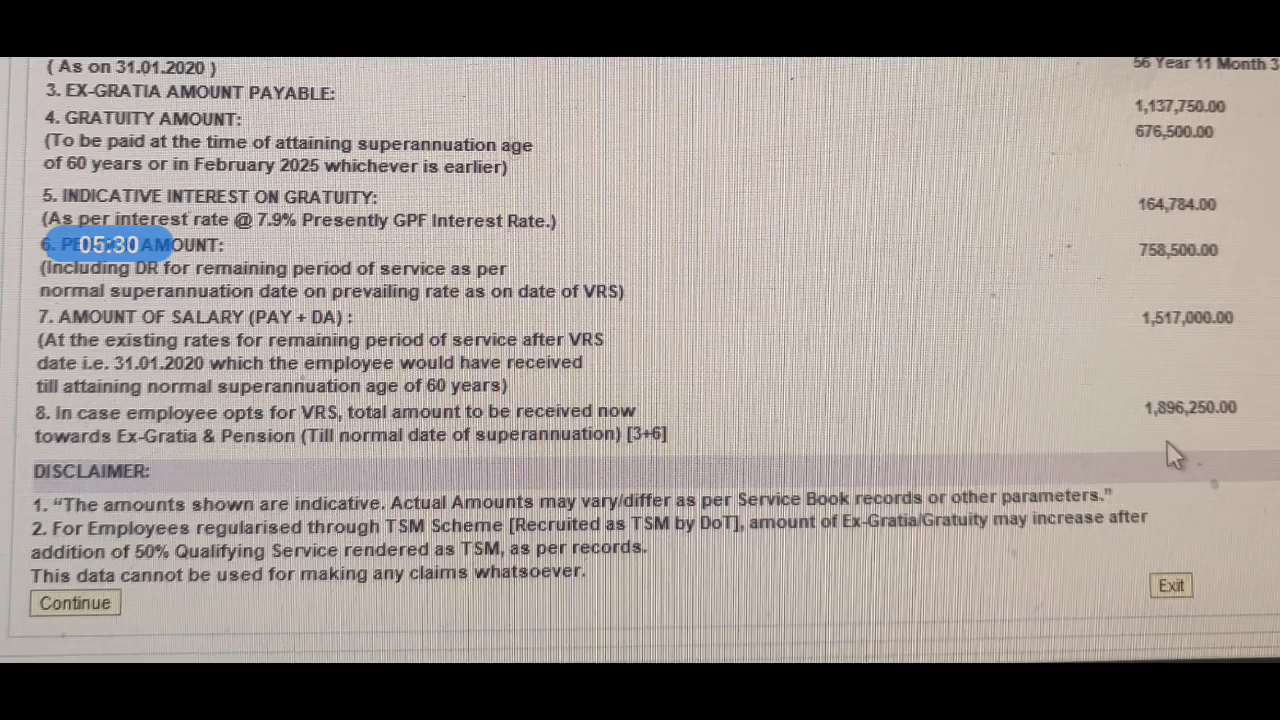 ( As on 31.01.2020 )
56 Year 11 Month 3
3. EX-GRATIA AMOUNT PAYABLE:
1,137,750.00
4. GRATUITY AMOUNT:
676,500.00
(To be paid at the time of attaining superannuation age
of 60 years or in February 2025 whichever is earlier)
5. INDICATIVE INTEREST ON GRATUITY:
164,784.00
(As per interest rate @ 7.9% Presently GPF Interest Rate.)
6. AMOUNT:
05:30
758,500.00
(Including DR for remaining period of service as per
normal superannuation date on prevailing rate as on date of VRS)
7. AMOUNT OF SALARY (PAY + DA) :
1,517,000.00
(At the existing rates for remaining period of service after VRS
date i.e. 31.01.2020 which the employee would have received
till attaining normal superannuation age of 60 years)
8. In case employee opts for VRS, total amount to be received now
1,896,250.00
towards Ex-Gratia & Pension (Till normal date of superannuation) [3+6]
DISCLAIMER:
1. “The amounts shown are indicative. Actual Amounts may vary/differ as per Service Book records or other parameters.”
2. For Employees regularised through TSM Scheme [Recruited as TSM by DoT], amount of Ex-Gratia/Gratuity may increase after
addition of 50% Qualifying Service rendered as TSM, as per records.
This data cannot be used for making any claims whatsoever.
Continue
Exit